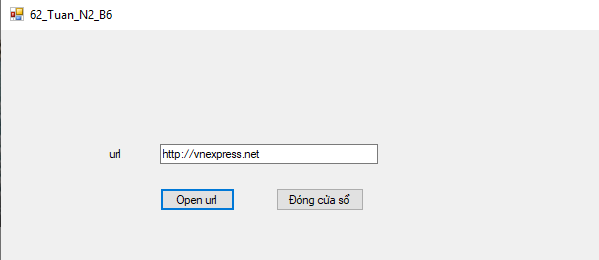 62_Tuan_N2_B6
url http://vnexpress.net
Open url Đóng cửa sổ